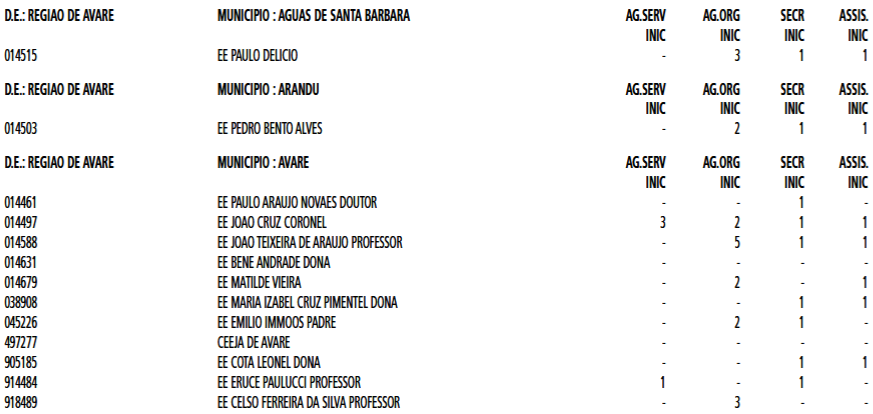 D.E.: REGIAO DE AVARE MUNICIPIO : AGUAS DE SANTA BARBARA AG.SERV AG.ORG SECR ASSIS.
INIC INIC INIC INIC
014515 EE PAULO DELICIO - 3 1 1
D.E.: REGIAO DE AVARE MUNICIPIO : ARANDU AG.SERV AG.ORG SECR ASSIS.
INIC INIC INIC INIC
014503 EE PEDRO BENTO ALVES - 2 1 1
D.E.: REGIAO DE AVARE MUNICIPIO : AVARE AG.SERV AG.ORG SECR ASSIS.
INIC INIC INIC INIC
014461 EE PAULO ARAUJO NOVAES DOUTOR - - 1 -
014497 EE JOAO CRUZ CORONEL 3 2 1 1
014588 EE JOAO TEIXEIRA DE ARAUJO PROFESSOR - 5 1 1
014631 EE BENE ANDRADE DONA - - - -
014679 EE MATILDE VIEIRA - 2 - 1
038908 EE MARIA IZABEL CRUZ PIMENTEL DONA - - 1 1
045226 EE EMILIO IMMOOS PADRE - 2 1 -
497277 CEEJA DE AVARE - - - -
905185 EE COTA LEONEL DONA - - 1 1
914484 EE ERUCE PAULUCCI PROFESSOR 1 - 1 -
918489 EE CELSO FERREIRA DA SILVA PROFESSOR - 3 - -